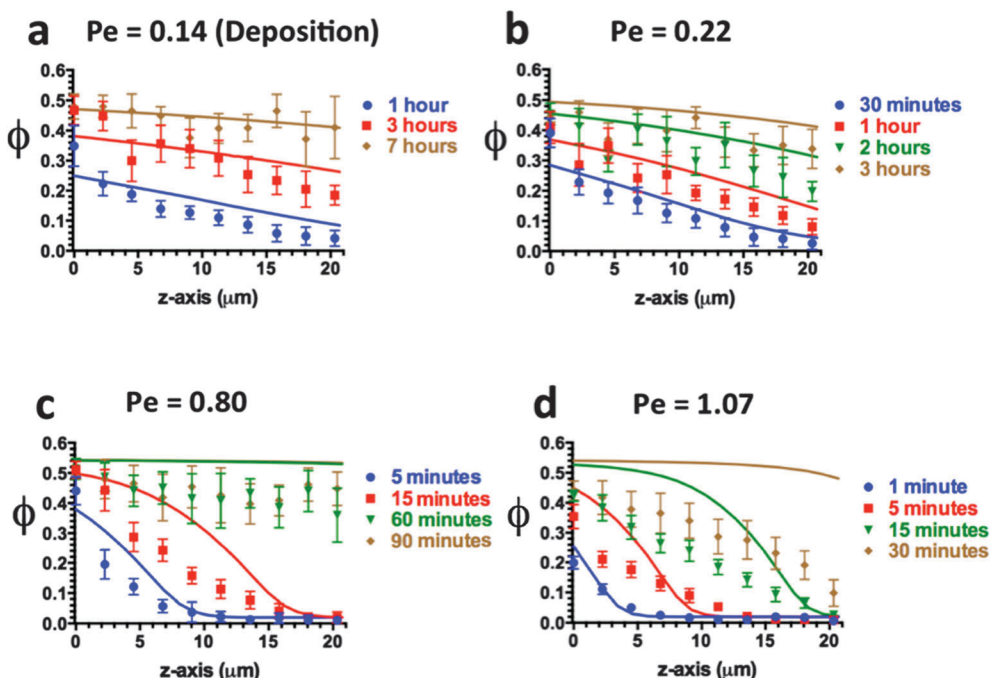 a Pe = 0.14 (Deposition)
0.6
0.5
0.4
0.3
0.2
0.1
0.0
ϕ
0 5 10 15 20
z-axis (μm)
1 hour
3 hours
7 hours
b Pe = 0.22
0.6
0.5
0.4
0.3
0.2
0.1
0.0
ϕ
0 5 10 15 20
z-axis (μm)
30 minutes
1 hour
2 hours
3 hours
c Pe = 0.80
0.6
0.5
0.4
0.3
0.2
0.1
0.0
ϕ
0 5 10 15 20
z-axis (μm)
5 minutes
15 minutes
60 minutes
90 minutes
d Pe = 1.07
0.6
0.5
0.4
0.3
0.2
0.1
0.0
ϕ
0 5 10 15 20
z-axis (μm)
1 minute
5 minutes
15 minutes
30 minutes